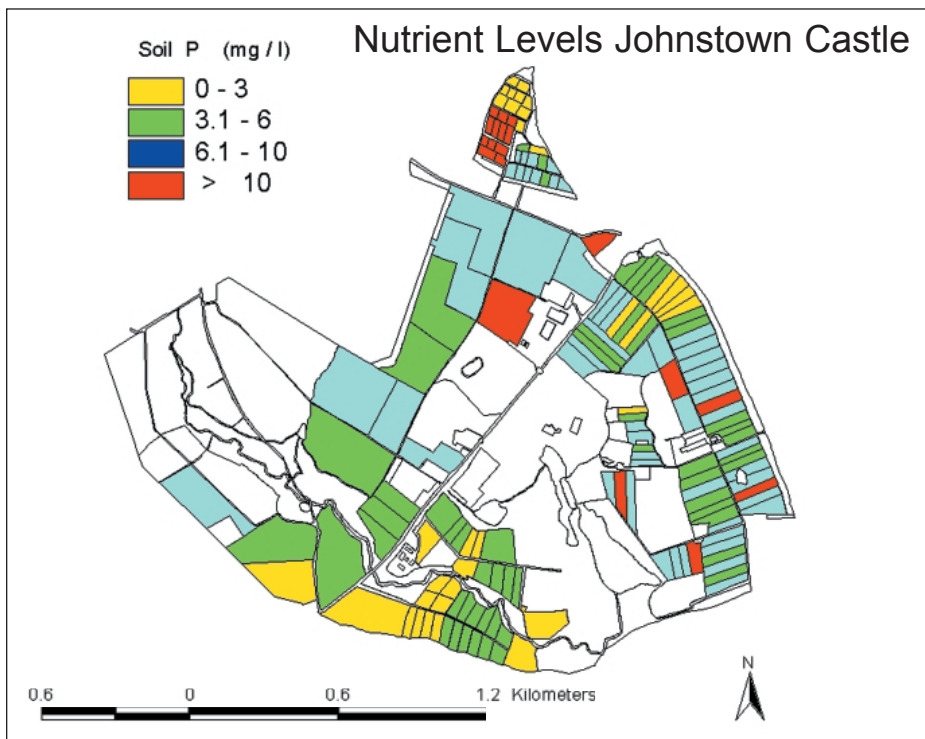 Nutrient Levels Johnstown Castle
Soil P (mg / l)
0 - 3
3.1 - 6
6.1 - 10
> 10
N
0.6 0 0.6 1.2 Kilometers